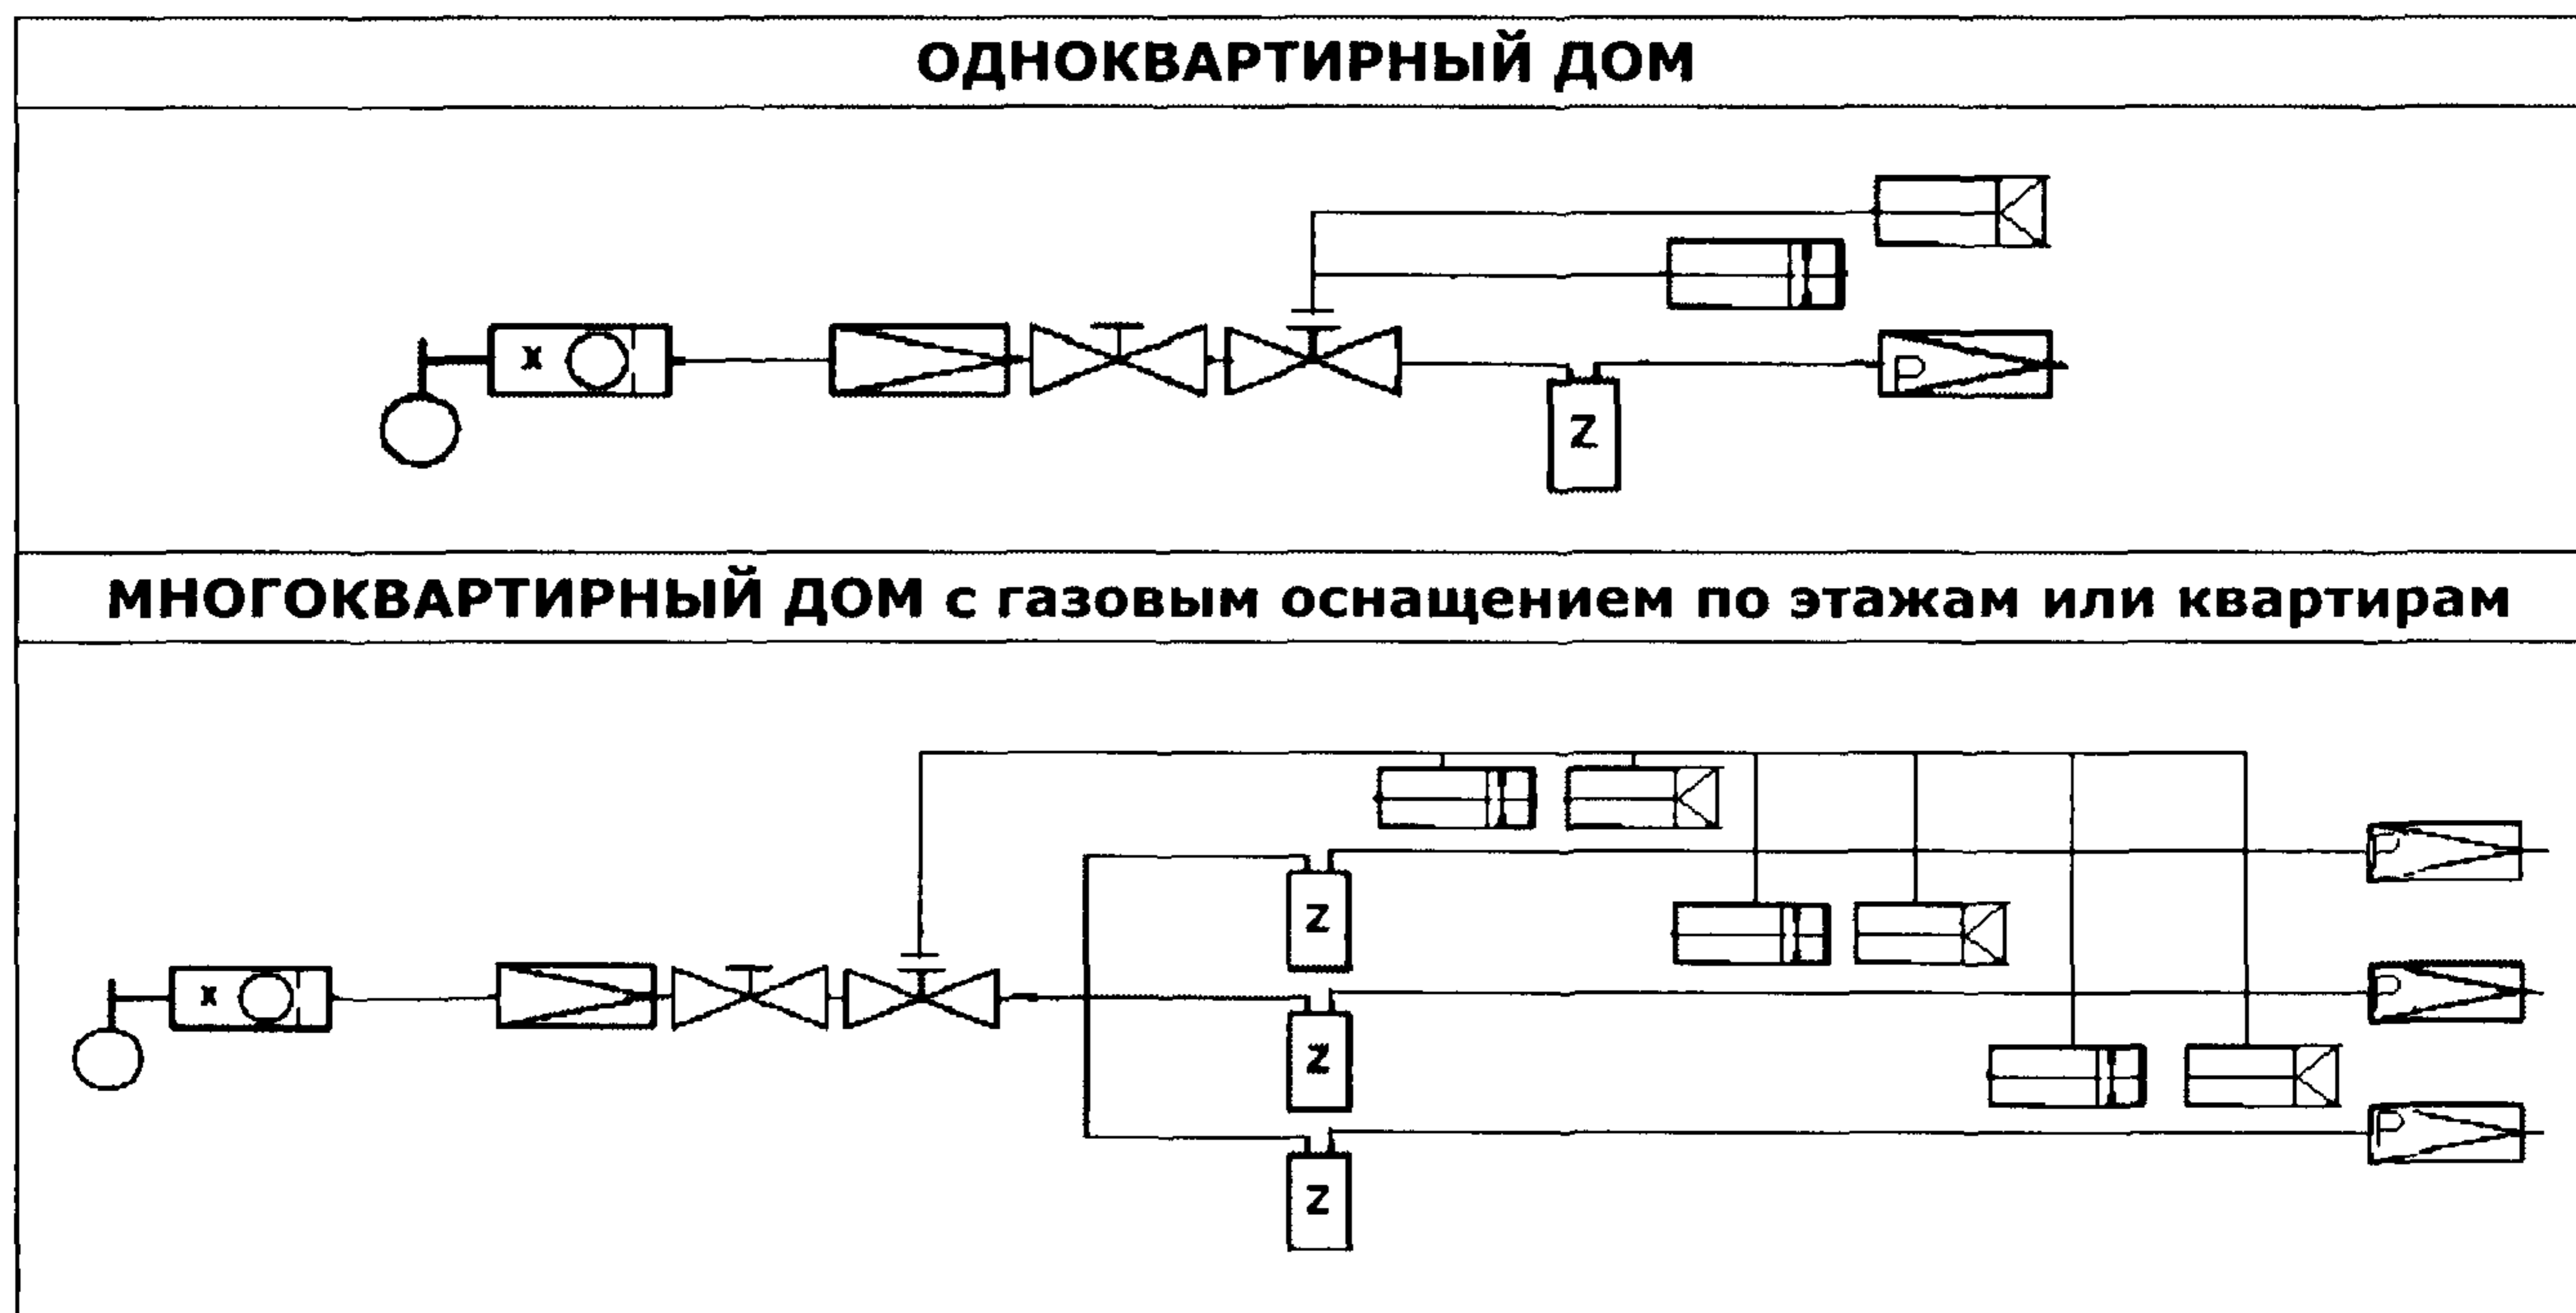 ОДНОКВАРТИРНЫЙ ДОМ
x
P
Z
МНОГОКВАРТИРНЫЙ ДОМ с газовым оснащением по этажам или квартирам
P
Z
x
P
Z
P
Z